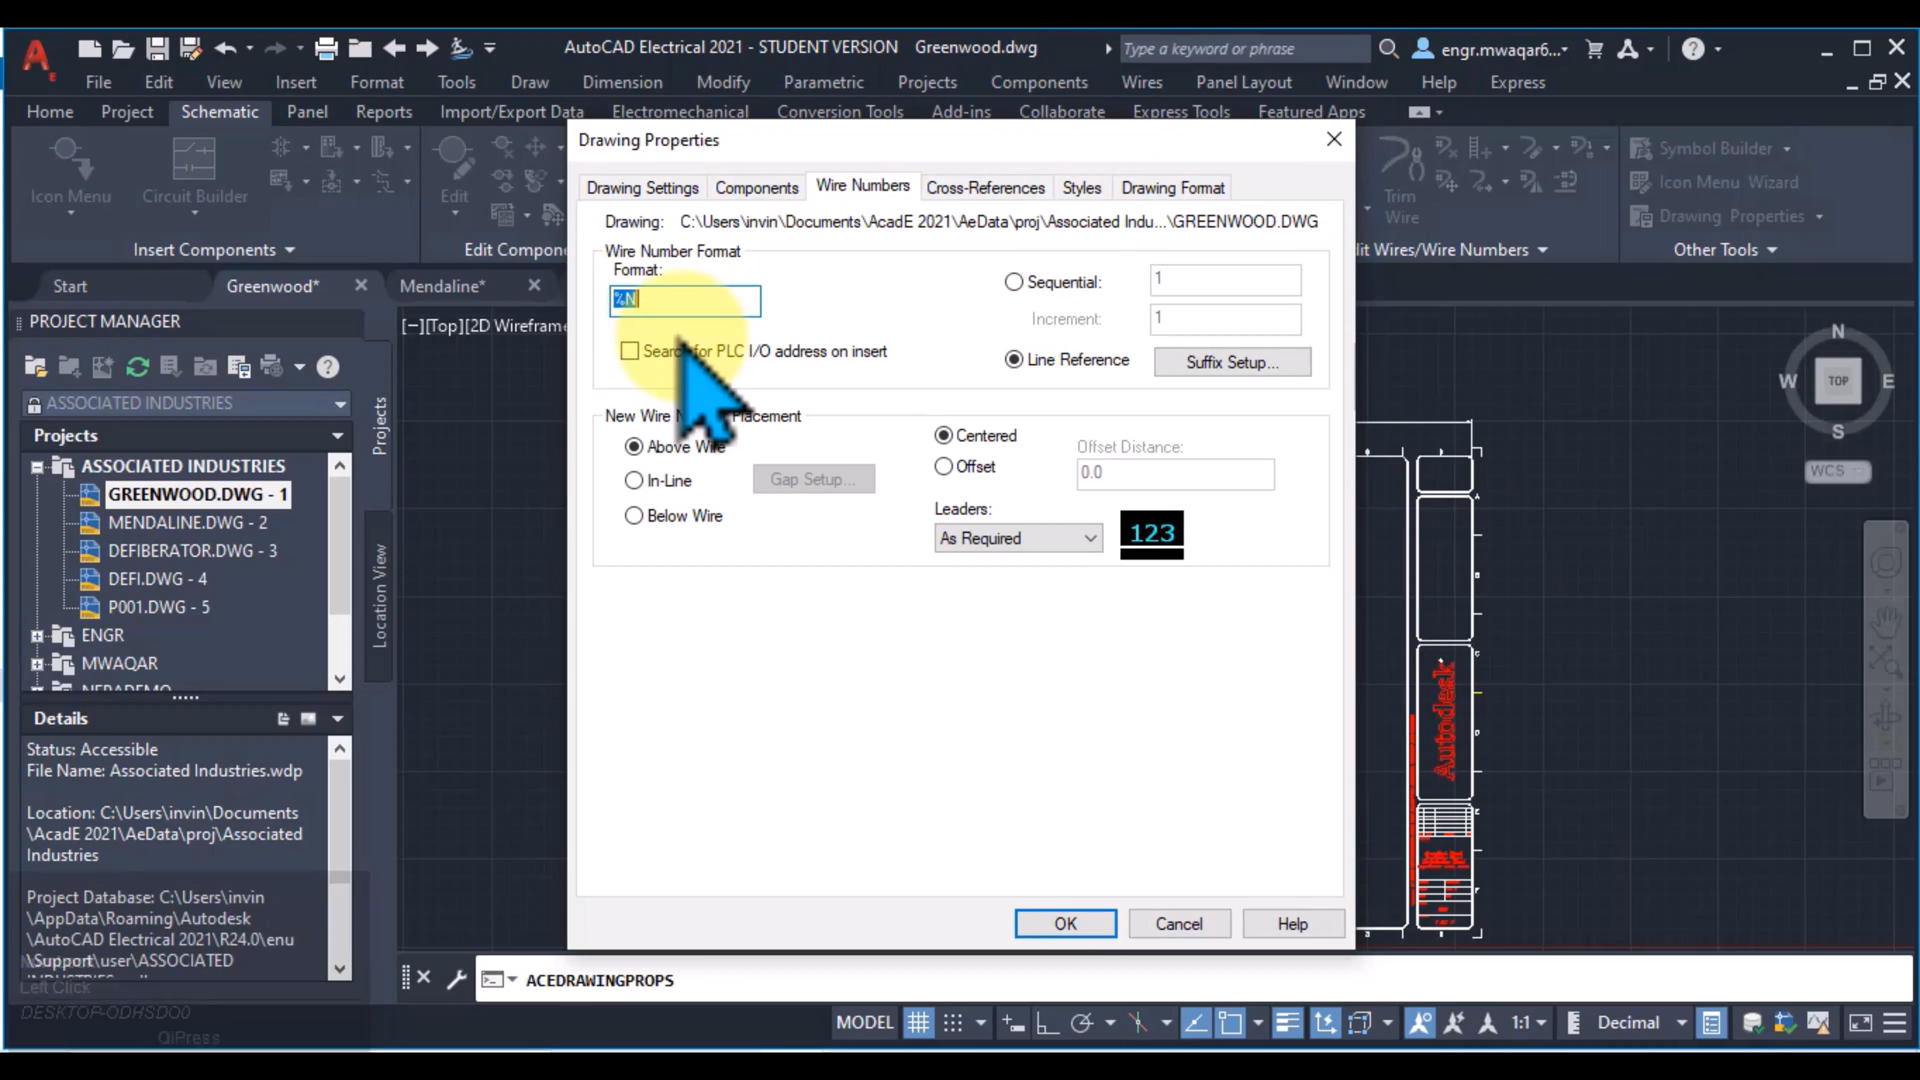 AutoCAD Electrical 2021 - STUDENT VERSION Greenwood.dwg
Type a keyword or phrase
engr.mwaqar6...
File Edit View Insert Format Tools Draw Dimension Modify Parametric Projects Components Wires Panel Layout Window Help Express
Home Project Schematic Panel Reports Import/Export Data Electromechanical Conversion Tools Add-ins Collaborate Express Tools Featured Apps
Icon Menu
Circuit Builder
Edit
Insert Components
Edit Compon
Trim
Wire
lit Wires/Wire Numbers
Symbol Builder
Icon Menu Wizard
Drawing Properties
Other Tools
Start
Greenwood*
Mendaline*
[−][Top][2D Wirefram
PROJECT MANAGER
ASSOCIATED INDUSTRIES
Projects
ASSOCIATED INDUSTRIES
GREENWOOD.DWG - 1
MENDALINE.DWG - 2
DEFIBERATOR.DWG - 3
DEFI.DWG - 4
P001.DWG - 5
ENGR
MWAQAR
Projects
Location View
Details
Status: Accessible
File Name: Associated Industries.wdp
Location: C:\Users\invin\Documents
\AcadE 2021\AeData\proj\Associated
Industries
Project Database: C:\Users\invin
\AppData\Roaming\Autodesk
\AutoCAD Electrical 2021\R24.0\enu
\Support\user\ASSOCIATED
Left Click
DESKTOP-ODHSDO0
QiPress
Drawing Properties
Drawing Settings Components Wire Numbers Cross-References Styles Drawing Format
Drawing: C:\Users\invin\Documents\AcadE 2021\AeData\proj\Associated Indu...\GREENWOOD.DWG
Wire Number Format
Format:
%N
Search for PLC I/O address on insert
Sequential: 1
Increment: 1
Line Reference
Suffix Setup...
New Wire N Placement
Above Wire
In-Line
Below Wire
Gap Setup...
Centered
Offset
Offset Distance:
0.0
Leaders:
As Required
123
OK
Cancel
Help
N
W TOP E
S
WCS
Autodesk
ACEDRAWINGPROPS
MODEL
1:1
Decimal